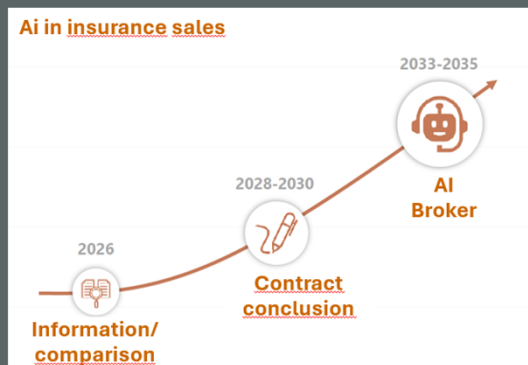 Ai in insurance sales
2033-2035
AI
Broker
2028-2030
Contract
conclusion
2026
Information/
comparison